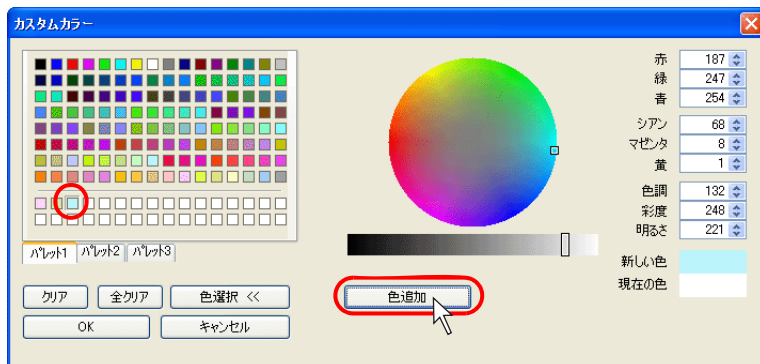 カスタムカラー
赤 187
緑 247
青 254
シアン 68
マゼンタ 8
黄 1
色調 132
彩度 248
明るさ 221
新しい色
現在の色
パレット1 パレット2 パレット3
クリア 全クリア 色選択 <<
OK キャンセル
色追加